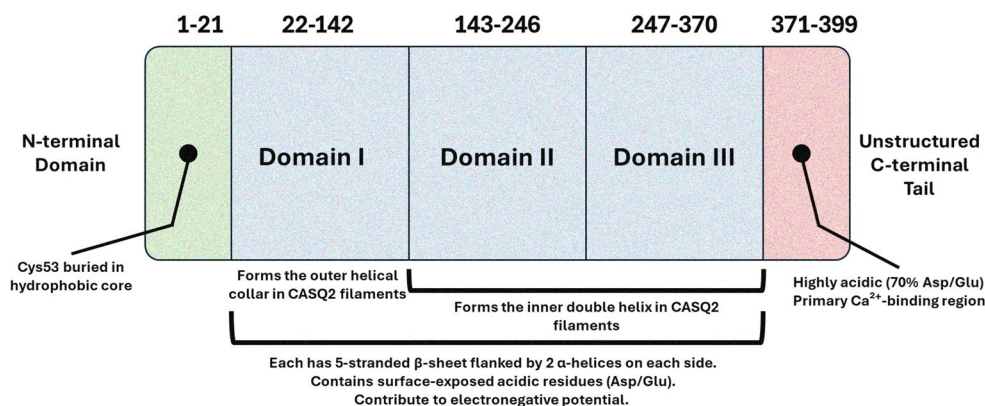 1-21
22-142
143-246
247-370
371-399
N-terminal
Domain
Domain I
Domain II
Domain III
Unstructured
C-terminal
Tail
Cys53 buried in
hydrophobic core
Forms the outer helical
collar in CASQ2 filaments
Forms the inner double helix in CASQ2
filaments
Highly acidic (70% Asp/Glu)
Primary Ca²⁺-binding region
Each has 5-stranded β-sheet flanked by 2 α-helices on each side.
Contains surface-exposed acidic residues (Asp/Glu).
Contribute to electronegative potential.